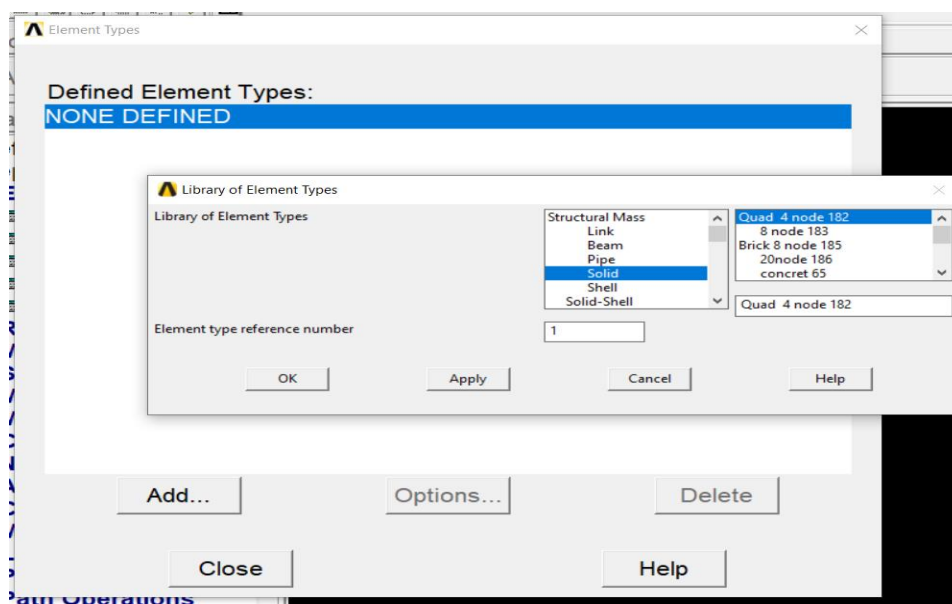 Element Types
Defined Element Types:
NONE DEFINED
Library of Element Types
Library of Element Types
Structural Mass
Link
Beam
Pipe
Solid
Shell
Solid-Shell
Quad 4 node 182
8 node 183
Brick 8 node 185
20node 186
concret 65
Quad 4 node 182
Element type reference number
1
OK Apply Cancel Help
Add... Options... Delete
Close Help
Path Operations